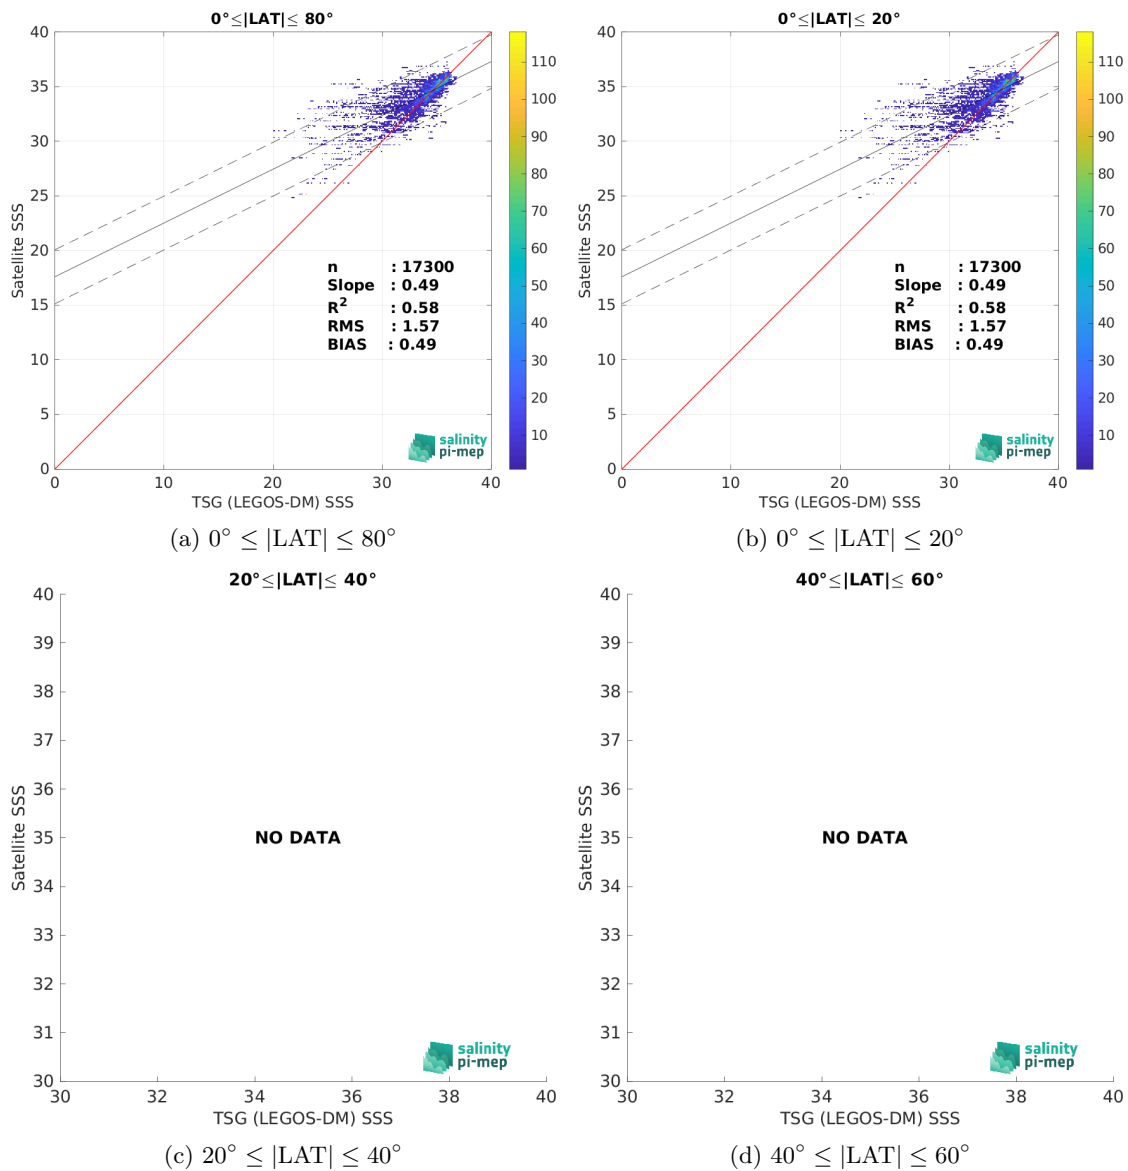 0°≤|LAT|≤ 80°
40
35
30
25
20
15
10
5
0
0
10
20
30
40
Satellite SSS
TSG (LEGOS-DM) SSS
n : 17300
Slope : 0.49
R² : 0.58
RMS : 1.57
BIAS : 0.49
salinity
pi-mep
110
100
90
80
70
60
50
40
30
20
10
(a) 0° ≤ |LAT| ≤ 80°
0°≤|LAT|≤ 20°
40
35
30
25
20
15
10
5
0
0
10
20
30
40
Satellite SSS
TSG (LEGOS-DM) SSS
n : 17300
Slope : 0.49
R² : 0.58
RMS : 1.57
BIAS : 0.49
salinity
pi-mep
110
100
90
80
70
60
50
40
30
20
10
(b) 0° ≤ |LAT| ≤ 20°
20°≤|LAT|≤ 40°
40
39
38
37
36
35
34
33
32
31
30
30
32
34
36
38
40
Satellite SSS
NO DATA
TSG (LEGOS-DM) SSS
salinity
pi-mep
(c) 20° ≤ |LAT| ≤ 40°
40°≤|LAT|≤ 60°
40
39
38
37
36
35
34
33
32
31
30
30
32
34
36
38
40
Satellite SSS
NO DATA
TSG (LEGOS-DM) SSS
salinity
pi-mep
(d) 40° ≤ |LAT| ≤ 60°